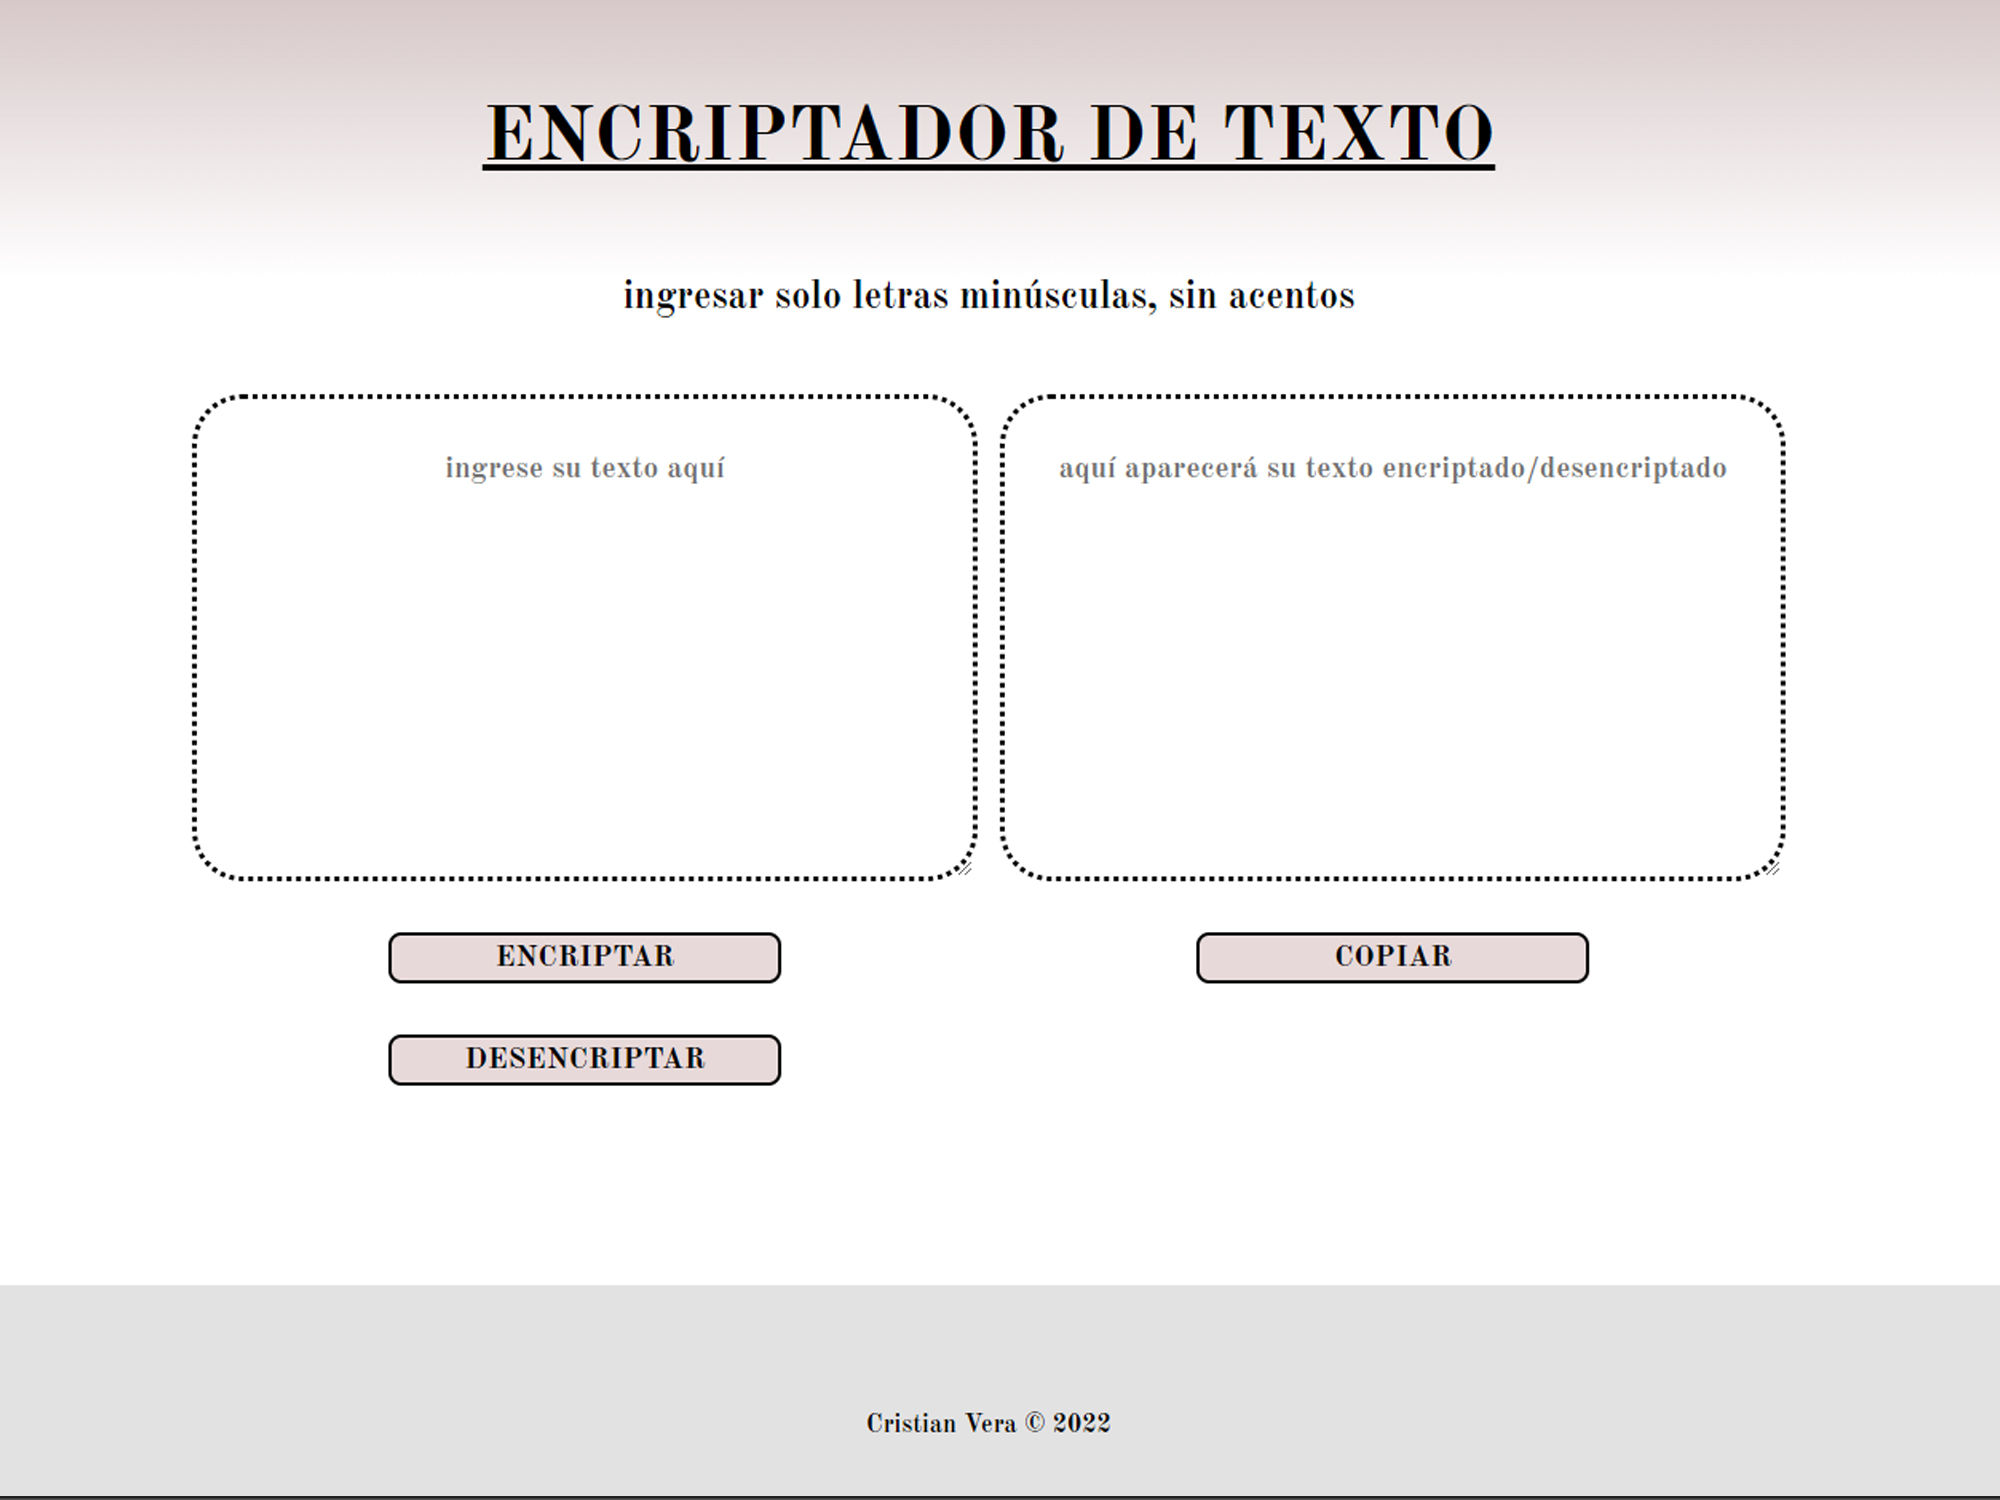 ENCRIPTADOR DE TEXTO
ingresar solo letras minúsculas, sin acentos
ingrese su texto aquí
aquí aparecerá su texto encriptado/desencriptado
ENCRIPTAR
COPIAR
DESENCRIPTAR
Cristian Vera © 2022